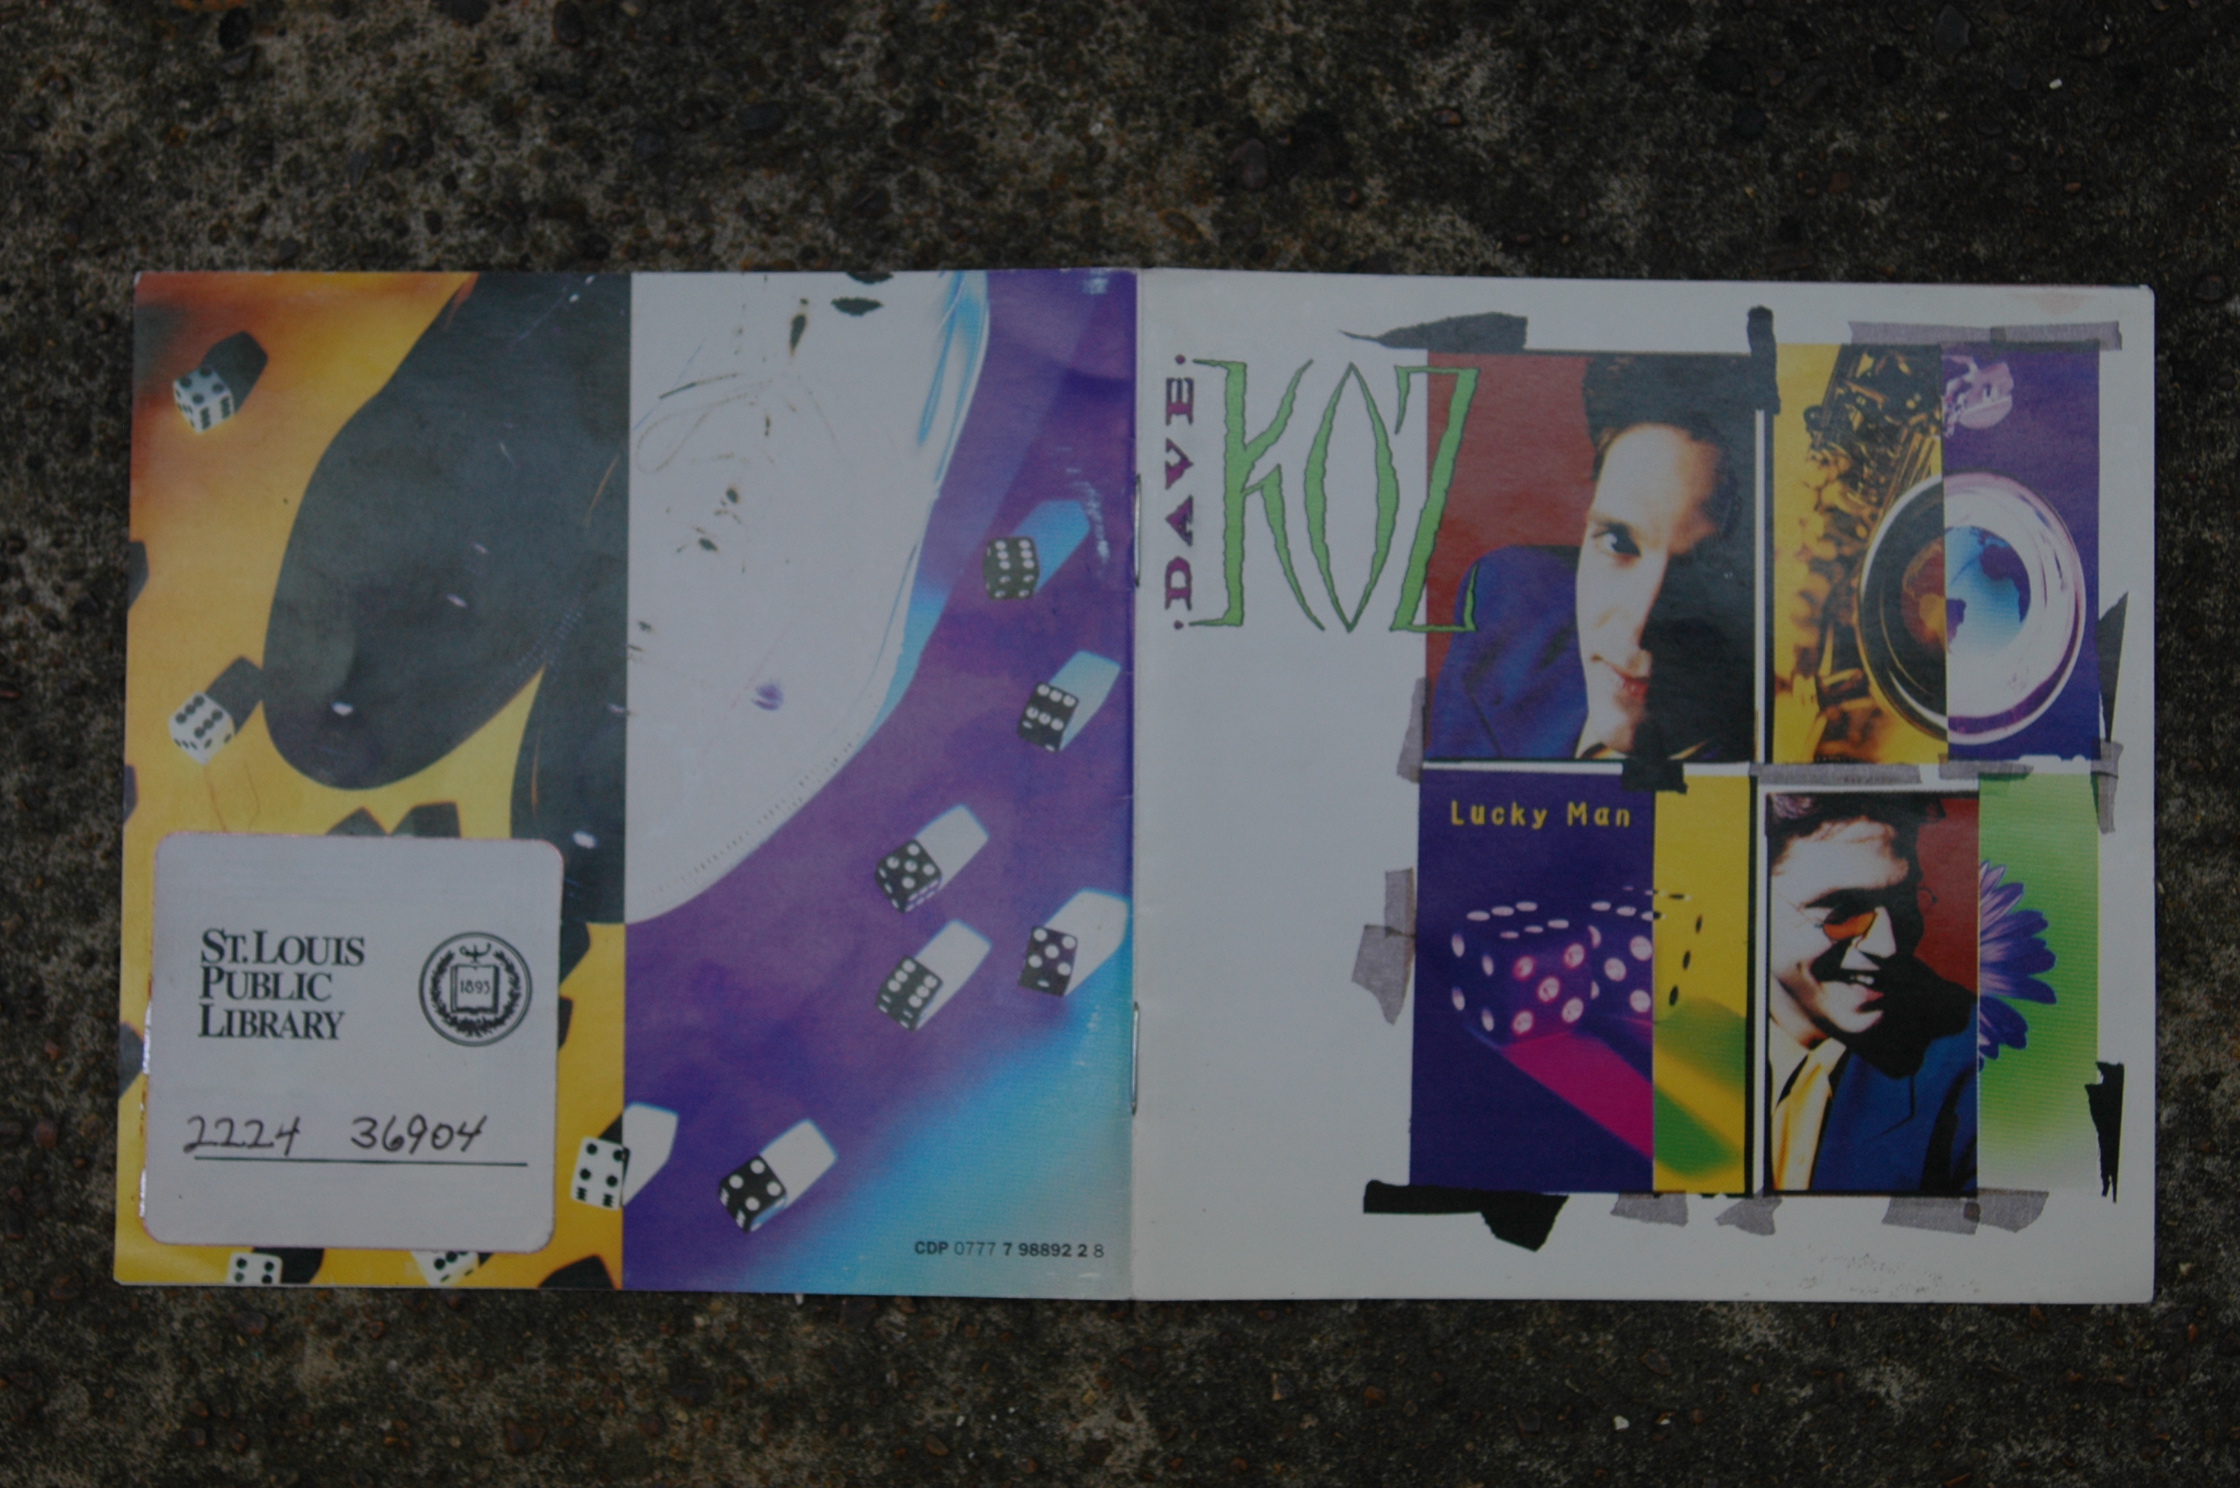 ·DAVE·
KOZ
Lucky Man
CDP 0777 7 98892 2 8
ST. LOUIS
PUBLIC
LIBRARY
1893
2224 36904